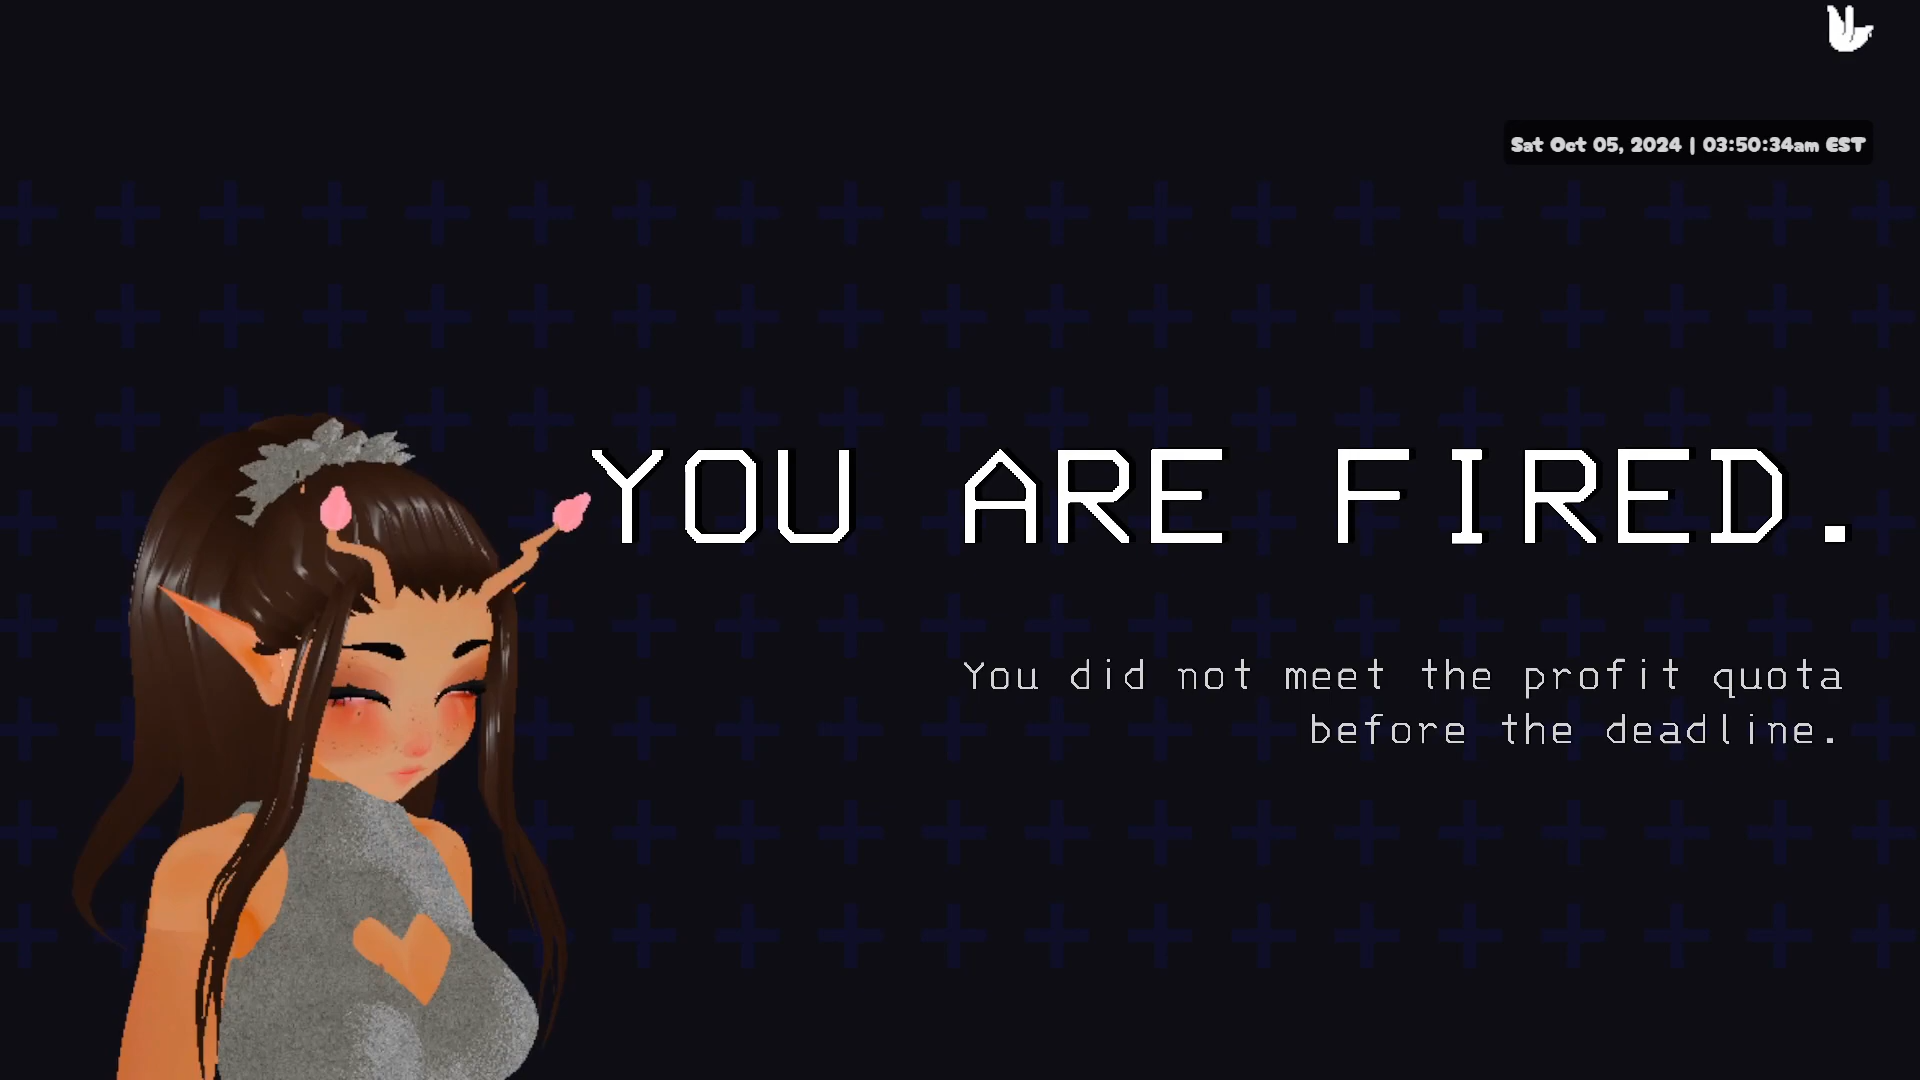 Sat Oct 05, 2024 | 03:50:34am EST
YOU ARE FIRED.
You did not meet the profit quota
before the deadline.